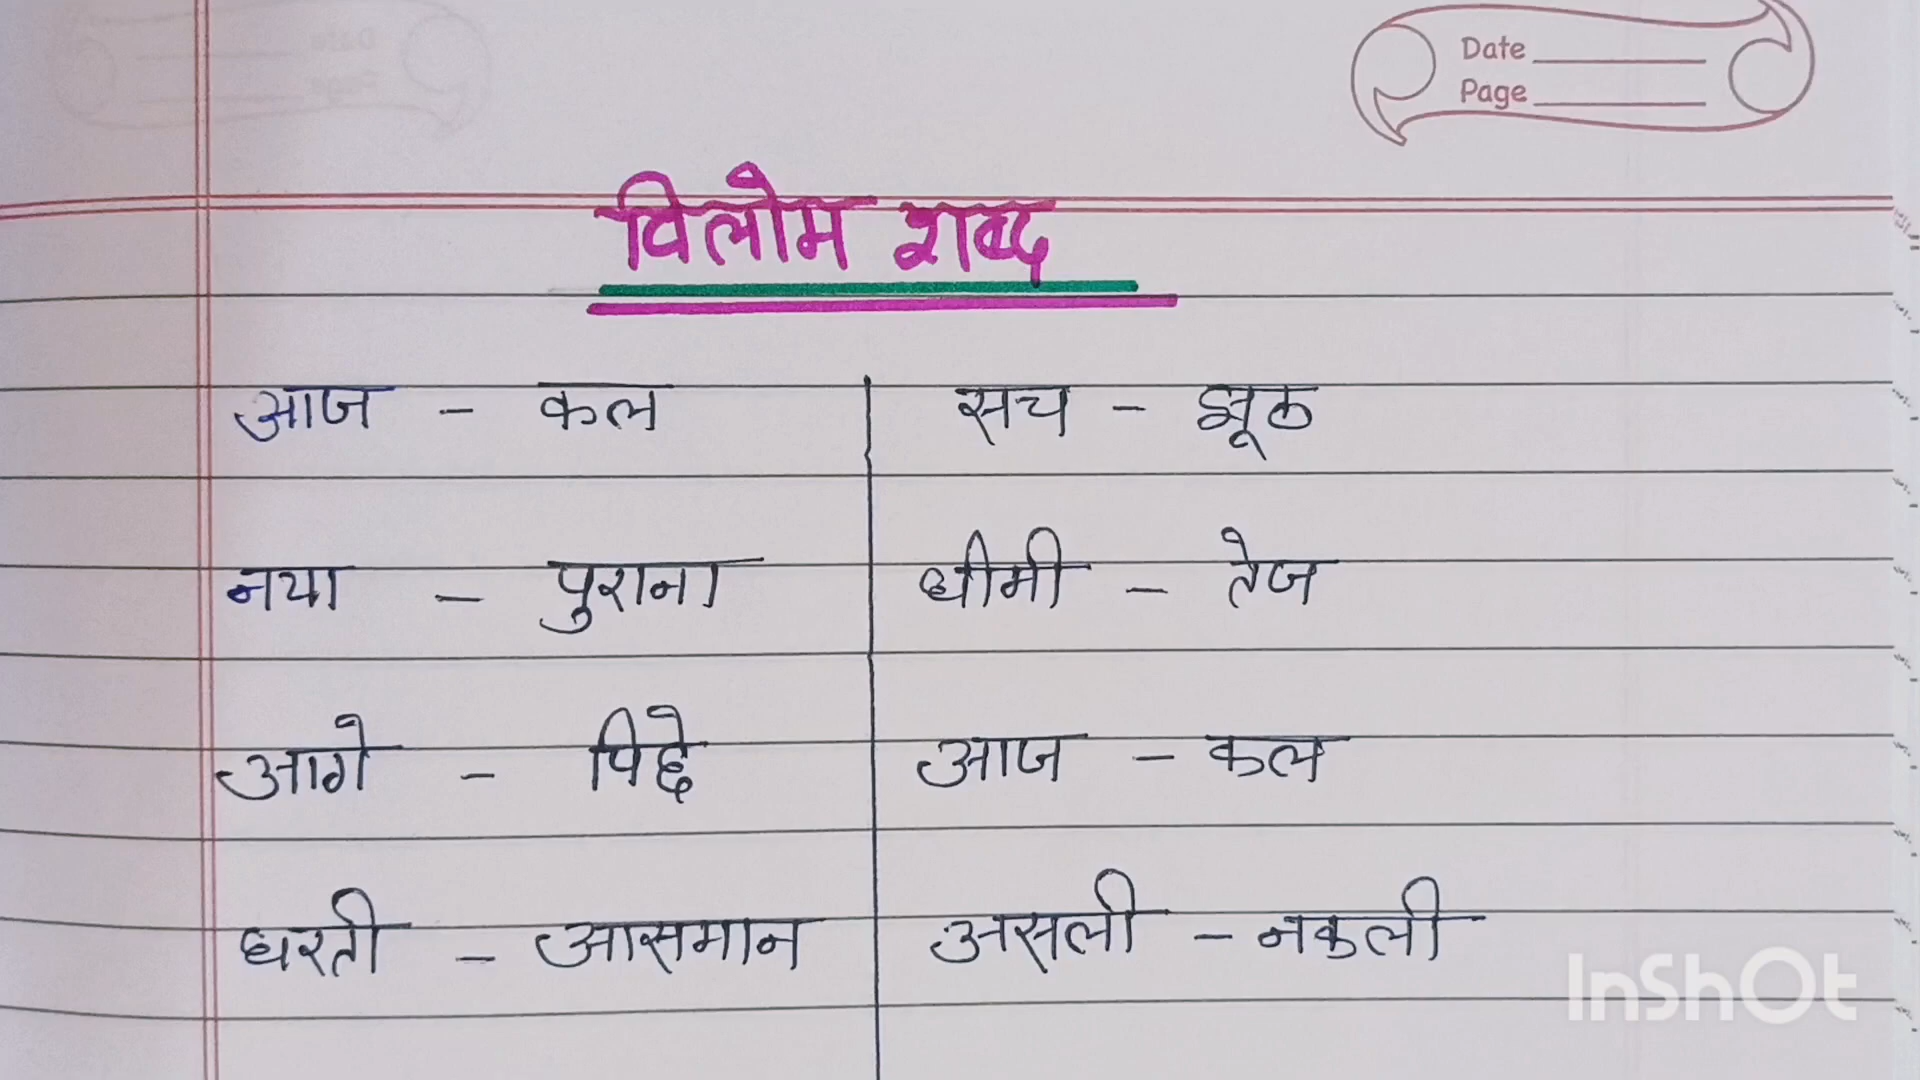 Date
Page
विलोम शब्द
आज - कल
सच - झूठ
नया - पुराना
धीमी - तेज
आगे - पिछे
आज - कल
धरती - आसमान
असली - नकली
InShOt